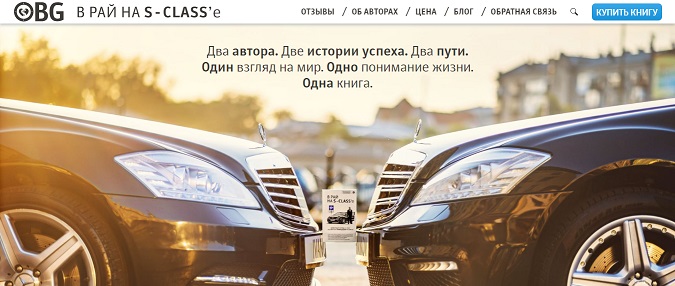 OBG В РАЙ НА S-CLASS'е
ОТЗЫВЫ / ОБ АВТОРАХ / ЦЕНА / БЛОГ / ОБРАТНАЯ СВЯЗЬ КУПИТЬ КНИГУ
Два автора. Две истории успеха. Два пути.
Один взгляд на мир. Одно понимание жизни.
Одна книга.
В РАЙ
НА S-CLASS'е